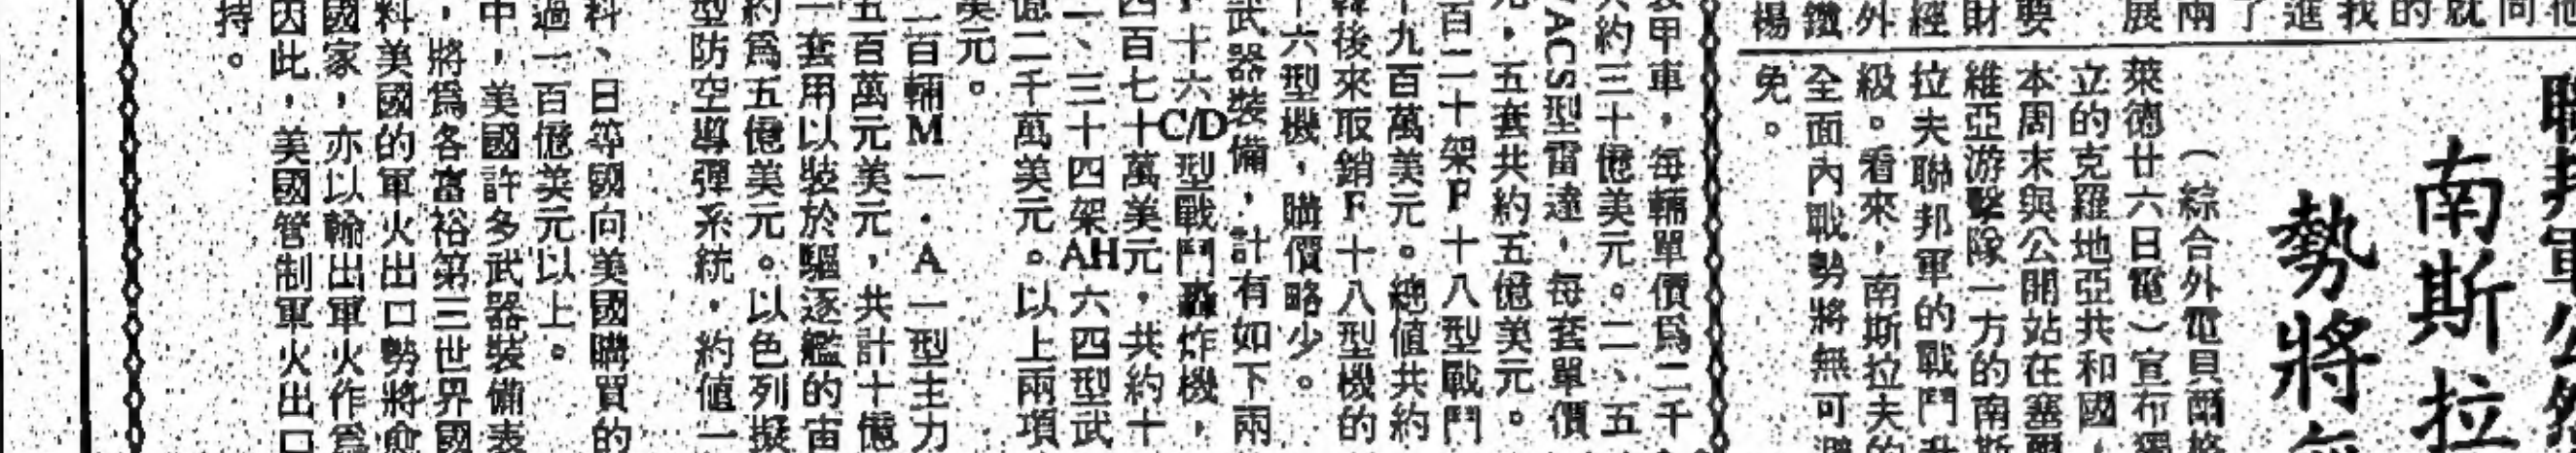 南斯拉
勢將
（綜合外電貝爾格
萊德廿六日電）宣布獨
立的克羅地亞共和國，
本周末與公開站在塞爾
維亞游擊隊一方的南斯
拉夫聯邦軍的戰鬥升
級。看來，南斯拉夫的
全面內戰勢將無可避
免。
裝甲車，每輛單價爲二千
共約三十億美元。二、五
ACS型雷達，每套單價
元，五套共約五億美元。
百二十架F十八型戰鬥
十九百萬美元。總值共約
韓後來取銷F十八型機的
十六型機，購價略少。
武器裝備，計有如下兩
F十六C/D型戰鬥轟炸機，
四百七十萬美元，共約十
二、三十四架AH六四型武
億二千萬美元。以上兩項
美元。
二百輛M一．A一型主力
五百萬元美元，共計十億
一套用以裝於驅逐艦的宙
約爲五億美元。以色列擬
型防空導彈系統，約值一
料、日等國向美國購買的
過一百億美元以上。
中，美國許多武器裝備表
，將爲各富裕第三世界國
料美國的軍火出口勢將愈
國家，亦以輸出軍火作爲
因此，美國管制軍火出口
持。